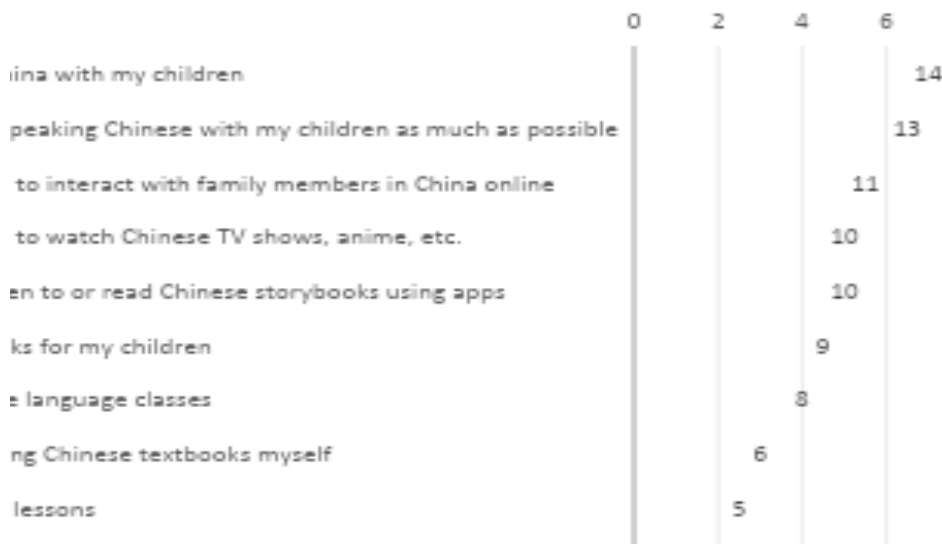 0 2 4 6
ina with my children 14
peaking Chinese with my children as much as possible 13
to interact with family members in China online 11
to watch Chinese TV shows, anime, etc. 10
en to or read Chinese storybooks using apps 10
ks for my children 9
e language classes 8
ng Chinese textbooks myself 6
lessons 5